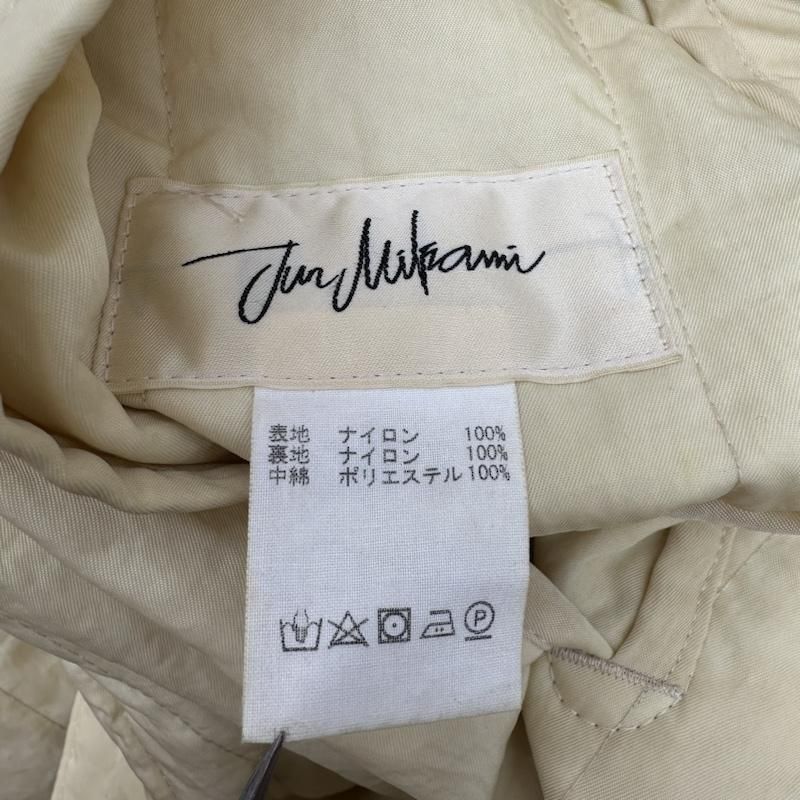 Jun Mikami
表地 ナイロン 100%
裏地 ナイロン 100%
中綿 ポリエステル 100%
P